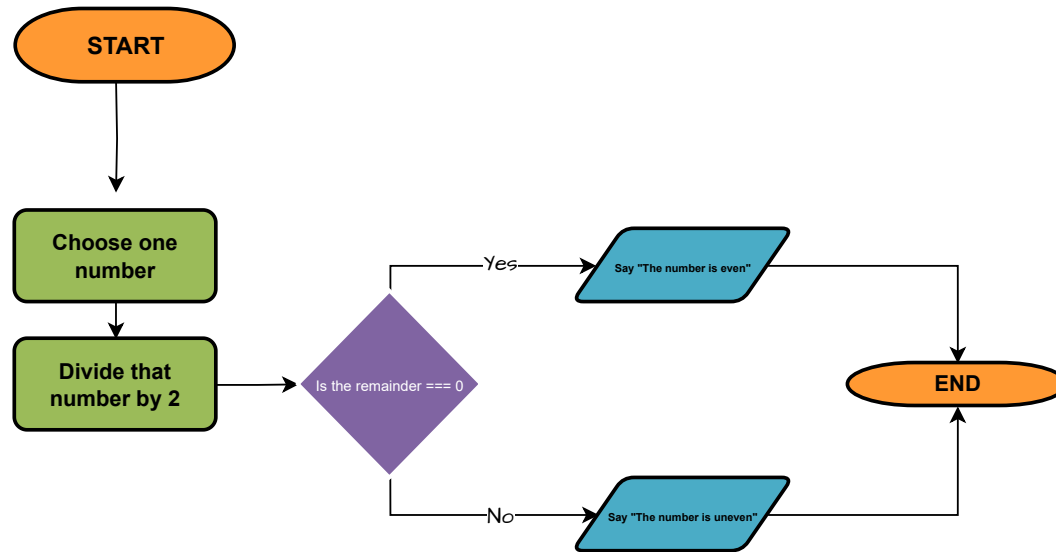 START
Choose one
number
Divide that
number by 2
Is the remainder === 0
Yes
Say "The number is even"
No
Say "The number is uneven"
END